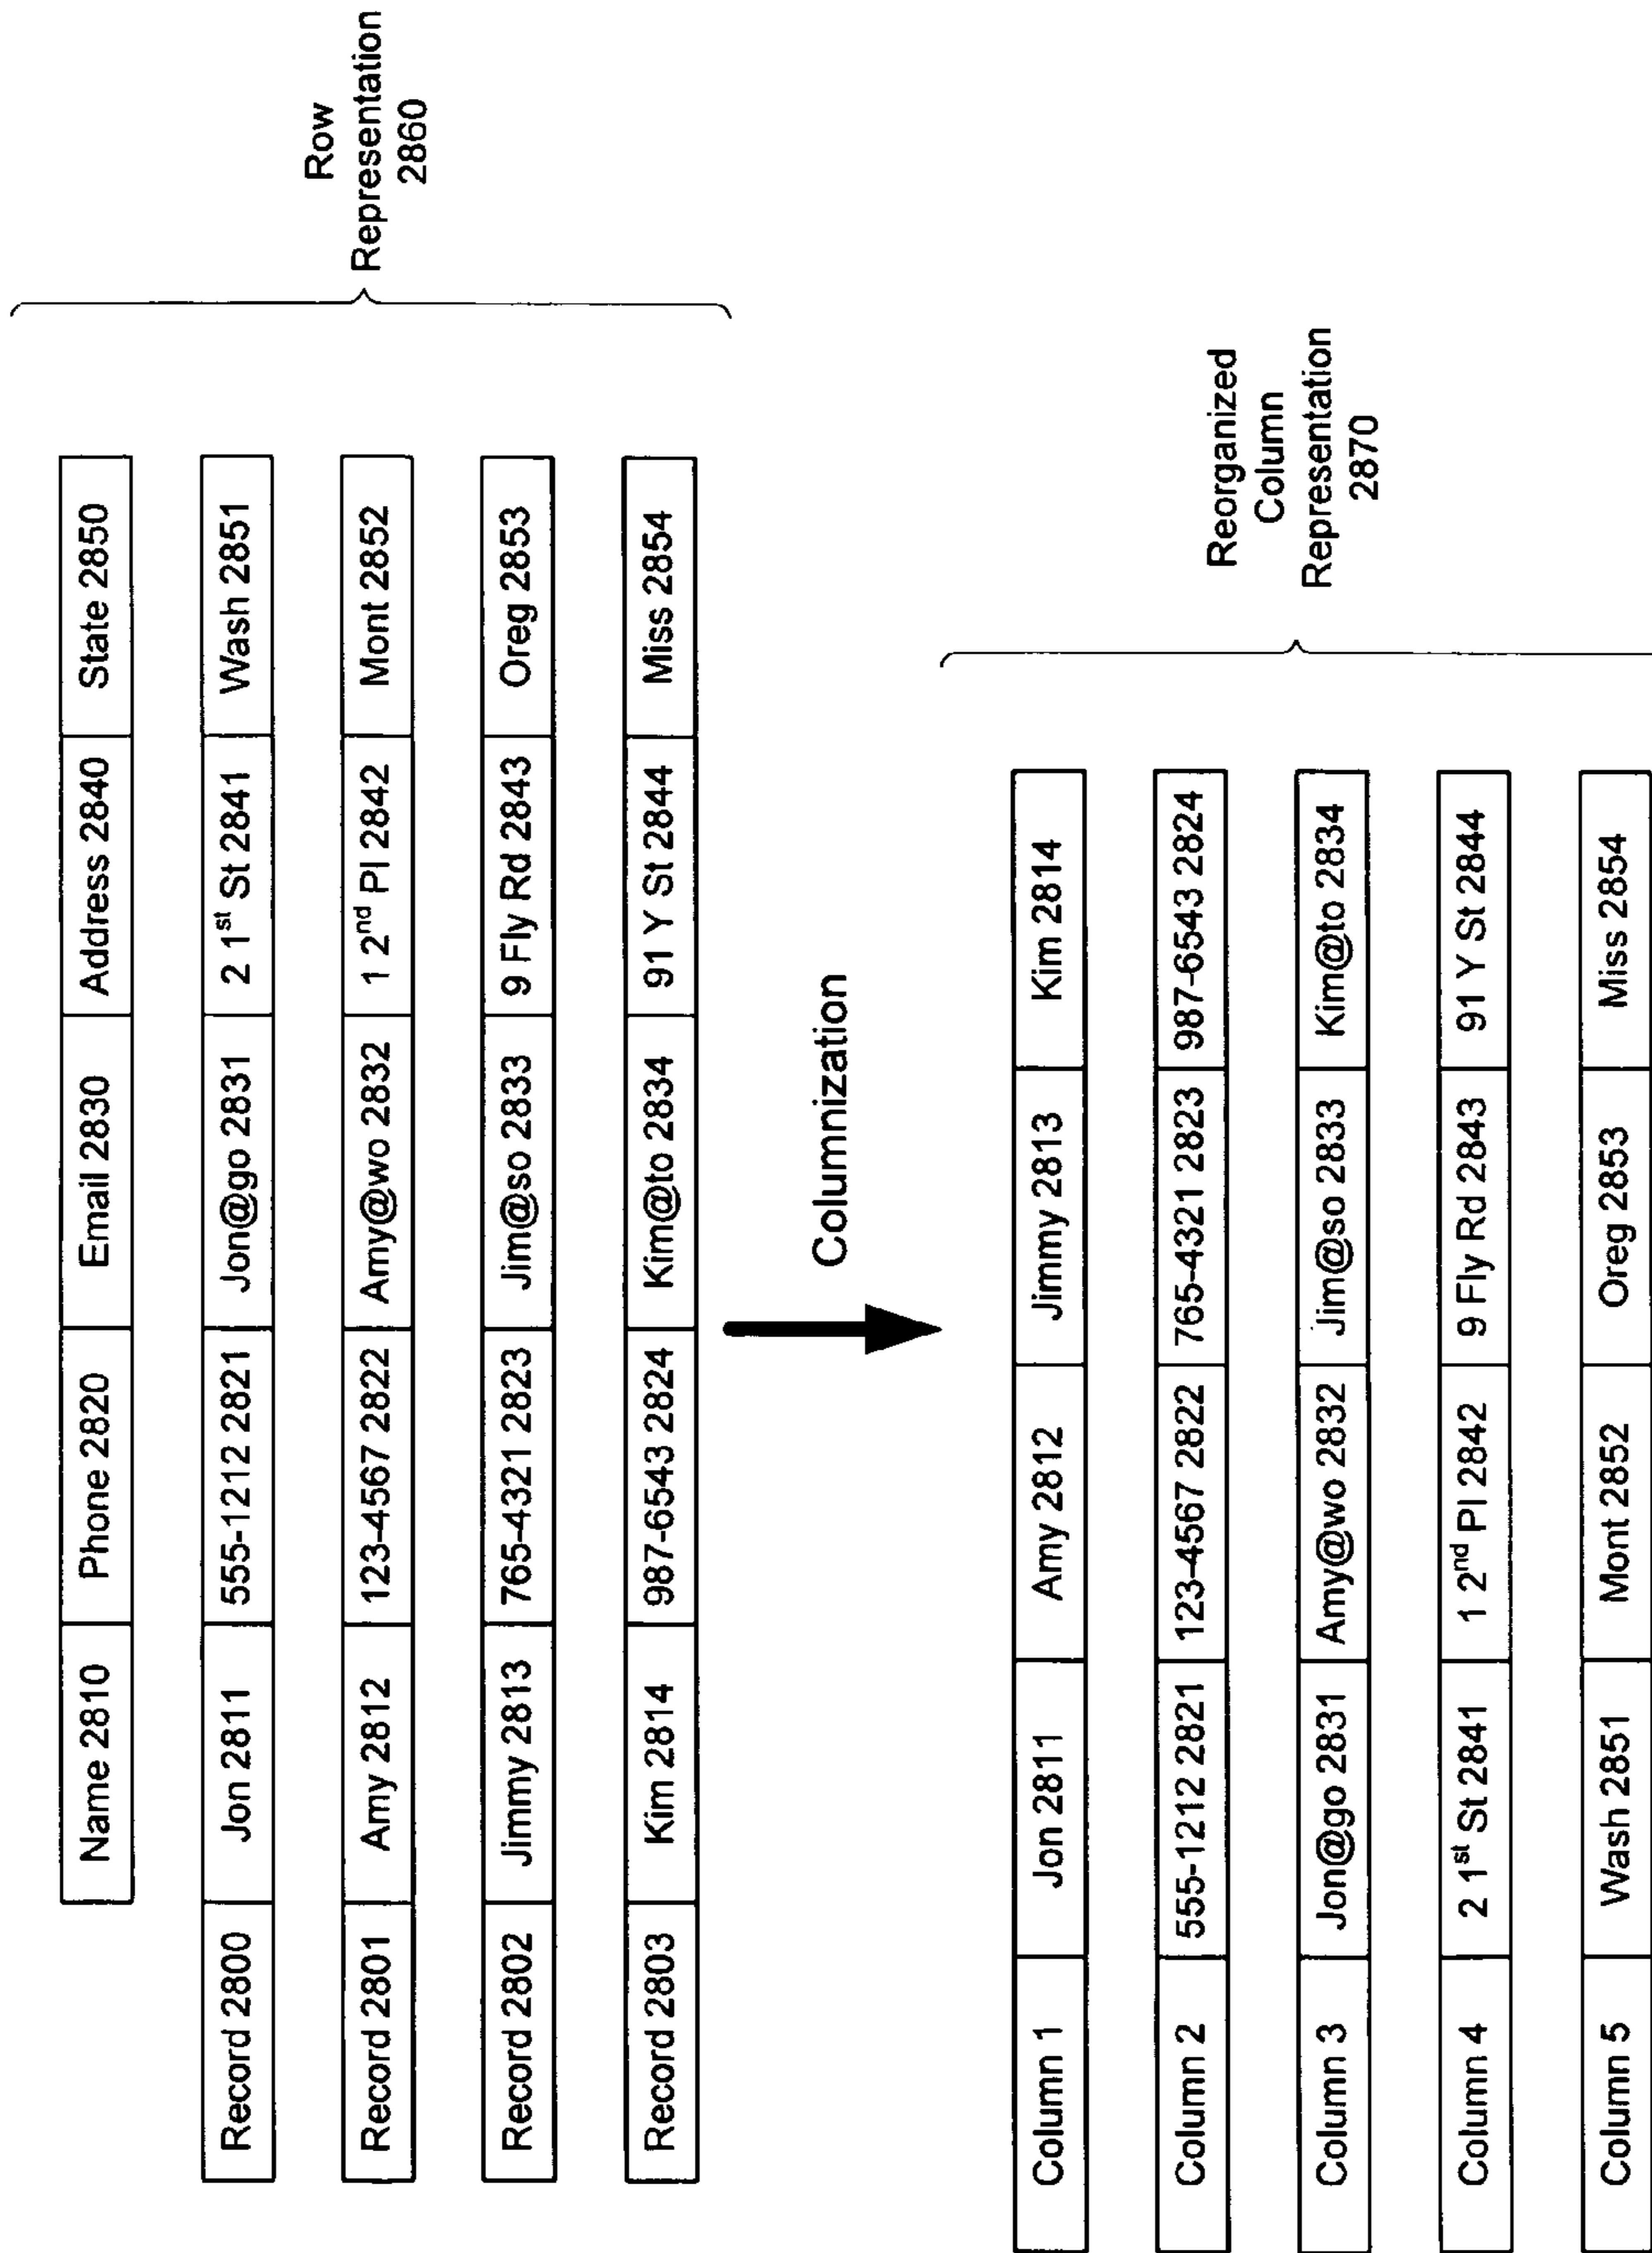 Name 2810 Phone 2820 Email 2830 Address 2840 State 2850
Record 2800 Jon 2811 555-1212 2821 Jon@go 2831 2 1st St 2841 Wash 2851
Record 2801 Amy 2812 123-4567 2822 Amy@wo 2832 1 2nd Pl 2842 Mont 2852
Record 2802 Jimmy 2813 765-4321 2823 Jim@so 2833 9 Fly Rd 2843 Oreg 2853
Record 2803 Kim 2814 987-6543 2824 Kim@to 2834 91 Y St 2844 Miss 2854
Row
Representation
2860
Columnization
Column 1 Jon 2811 Amy 2812 Jimmy 2813 Kim 2814
Column 2 555-1212 2821 123-4567 2822 765-4321 2823 987-6543 2824
Column 3 Jon@go 2831 Amy@wo 2832 Jim@so 2833 Kim@to 2834
Column 4 2 1st St 2841 1 2nd Pl 2842 9 Fly Rd 2843 91 Y St 2844
Column 5 Wash 2851 Mont 2852 Oreg 2853 Miss 2854
Reorganized
Column
Representation
2870